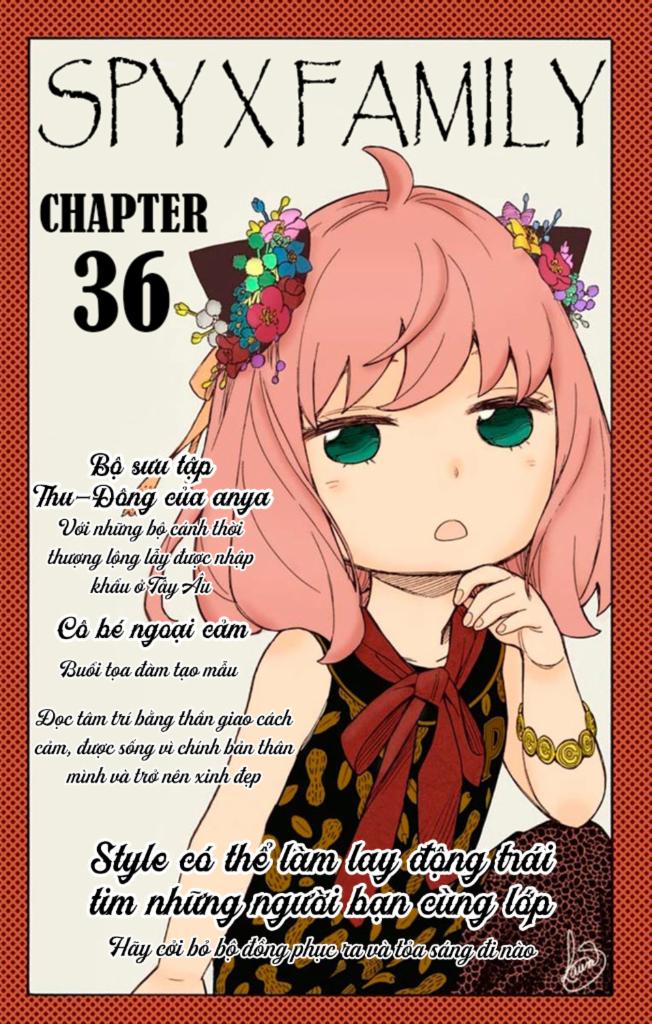 SPY X FAMILY
CHAPTER
36
Bộ sưu tập
Thu-Đông của anya
Với những bộ cánh thời
thượng lộng lẫy được nhập
khẩu ở Tây Âu
Cô bé ngoại cảm
Buổi tọa đàm tạo mẫu
Đọc tâm trí bằng thần giao cách
cảm, được sống vì chính bản thân
mình và trở nên xinh đẹp
Style có thể làm lay động trái
tim những người bạn cùng lớp
Hãy cởi bỏ bộ đồng phục ra và tỏa sáng đi nào